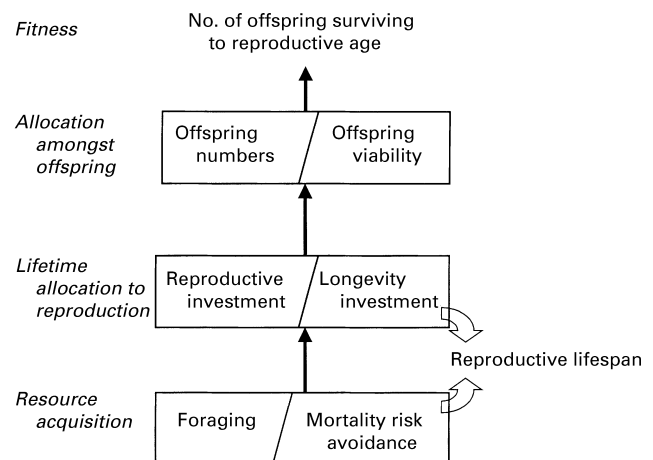 Fitness
No. of offspring surviving
to reproductive age
Allocation
amongst
offspring
Offspring
numbers
Offspring
viability
Lifetime
allocation to
reproduction
Reproductive
investment
Longevity
investment
Reproductive lifespan
Resource
acquisition
Foraging
Mortality risk
avoidance